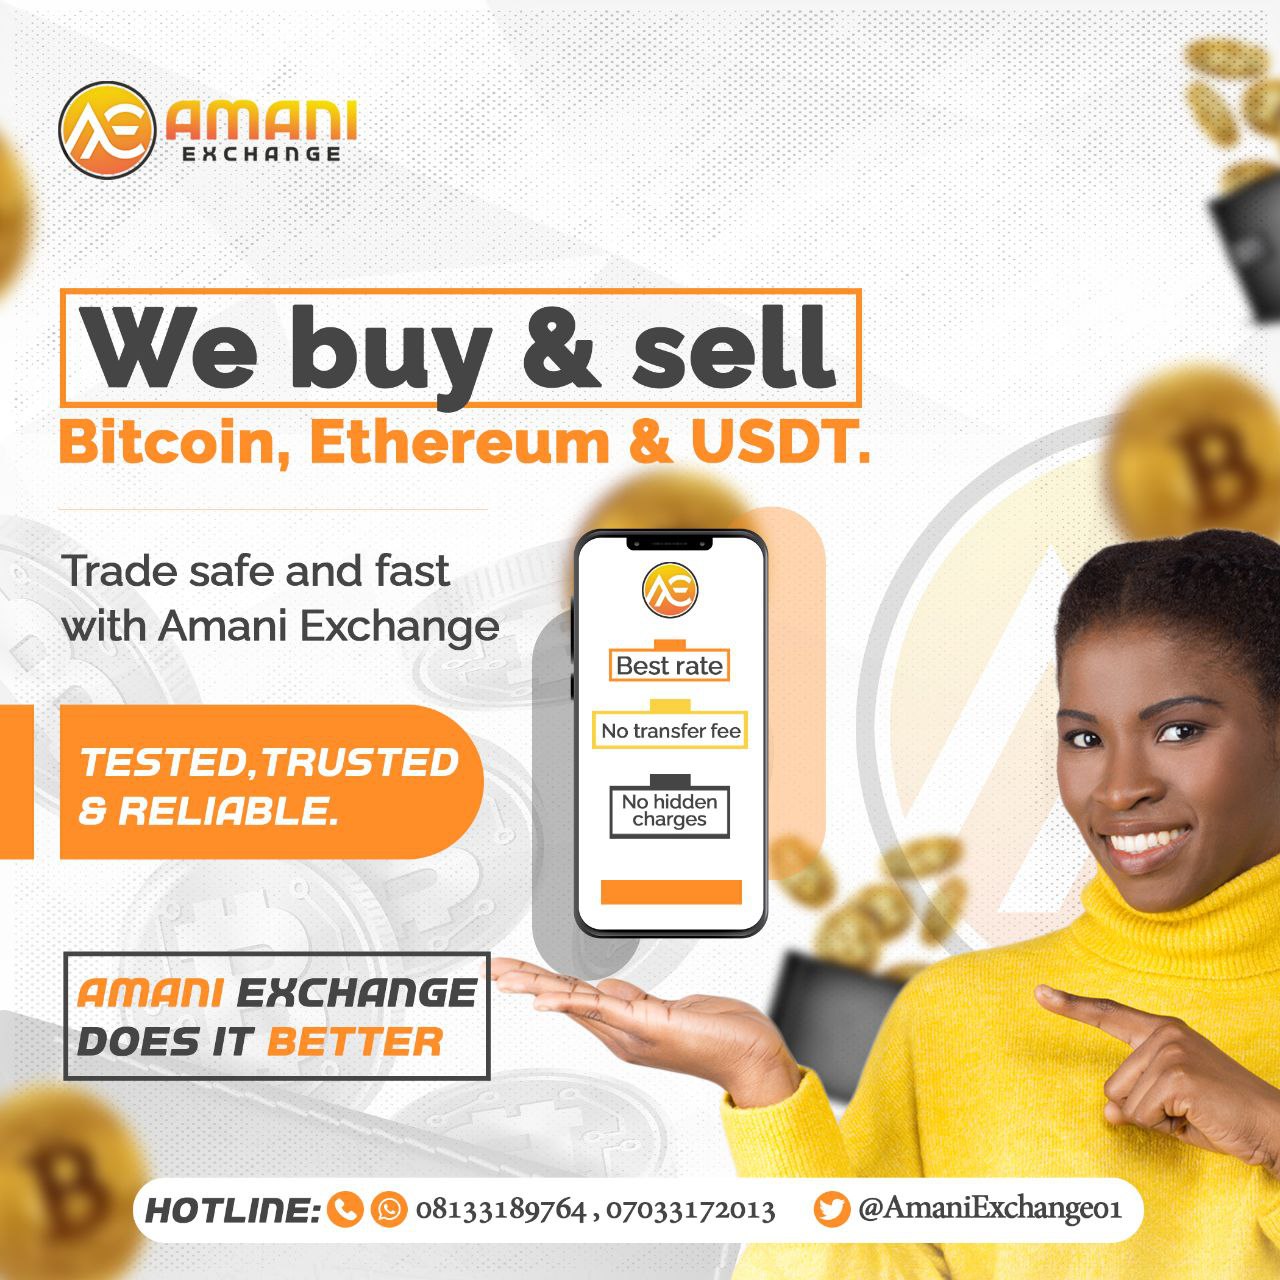 AMANI
EXCHANGE
We buy & sell
Bitcoin, Ethereum & USDT.
Trade safe and fast
with Amani Exchange
TESTED,TRUSTED
& RELIABLE.
AMANI EXCHANGE
DOES IT BETTER
Best rate
No transfer fee
No hidden
charges
HOTLINE: 08133189764 , 07033172013 @AmaniExchange01